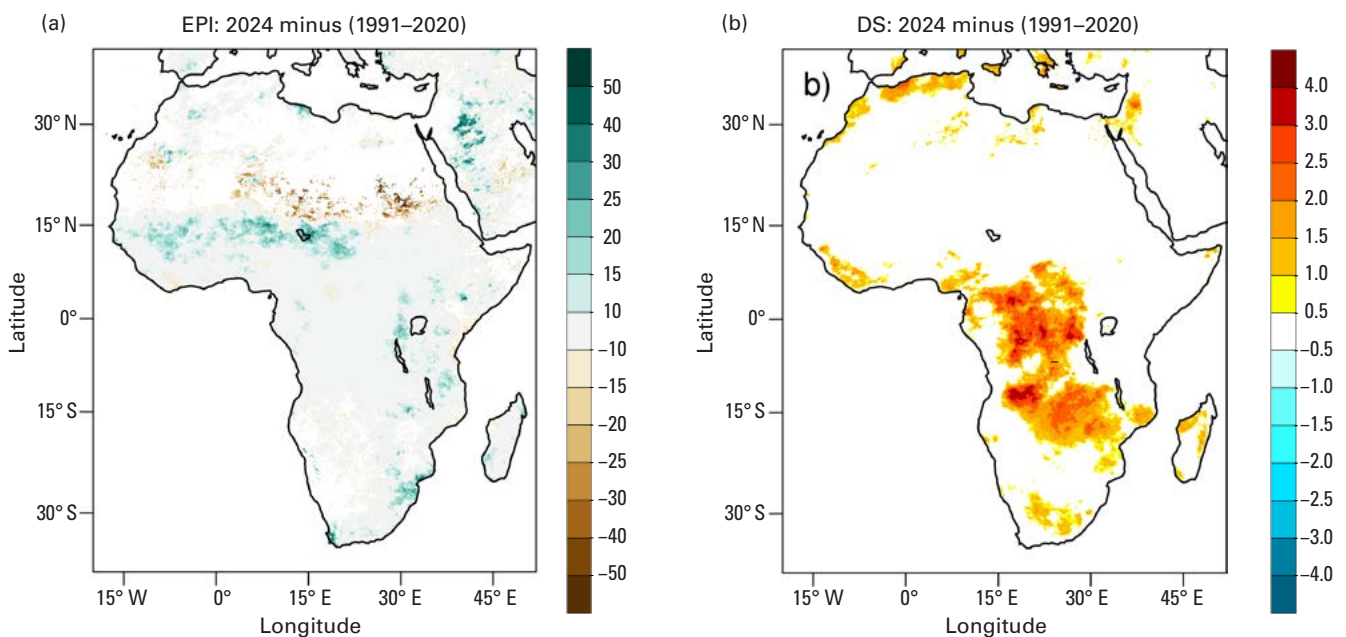 (a) EPI: 2024 minus (1991–2020)
50
40
30
25
20
15
10
–10
–15
–20
–25
–30
–40
–50
30° N
15° N
0°
15° S
30° S
Latitude
15° W 0° 15° E 30° E 45° E
Longitude
(b) DS: 2024 minus (1991–2020)
b)
4.0
3.0
2.5
2.0
1.5
1.0
0.5
–0.5
–1.0
–1.5
–2.0
–2.5
–3.0
–4.0
30° N
15° N
0°
15° S
30° S
Latitude
15° W 0° 15° E 30° E 45° E
Longitude